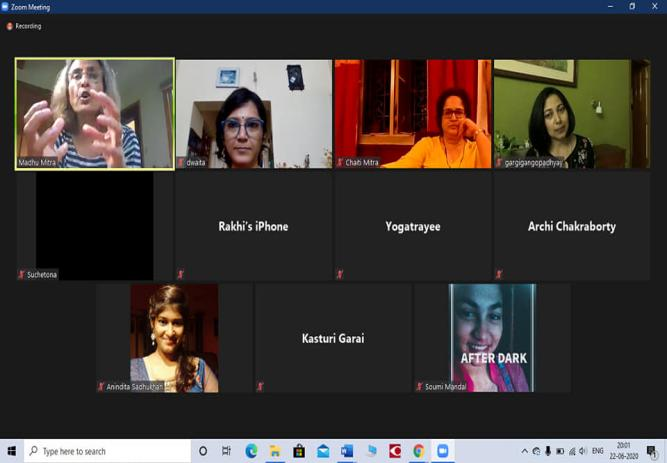 Zoom Meeting
Recording
Madhu Mitra
dwaita
Chaiti Mitra
gargigangopadhyay
Suchetona
Rakhi's iPhone
Yogatrayee
Archi Chakraborty
Anindita Sadhukhan
Kasturi Garai
AFTER DARK
Soumi Mandal
Type here to search
ENG
20:01
22-06-2020